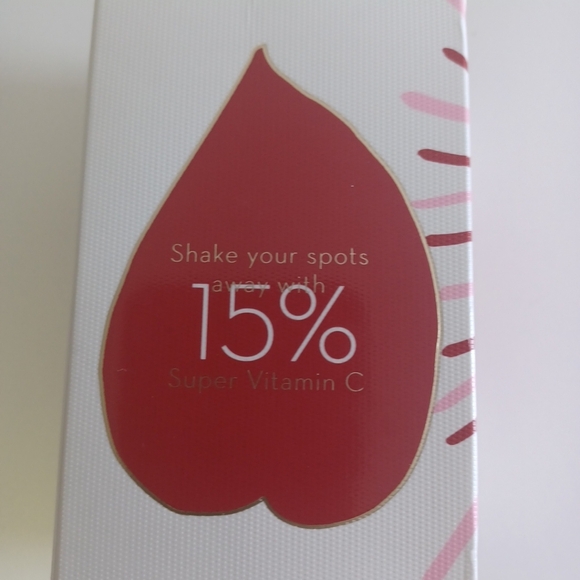 Shake your spots
away with
15%
Super Vitamin C